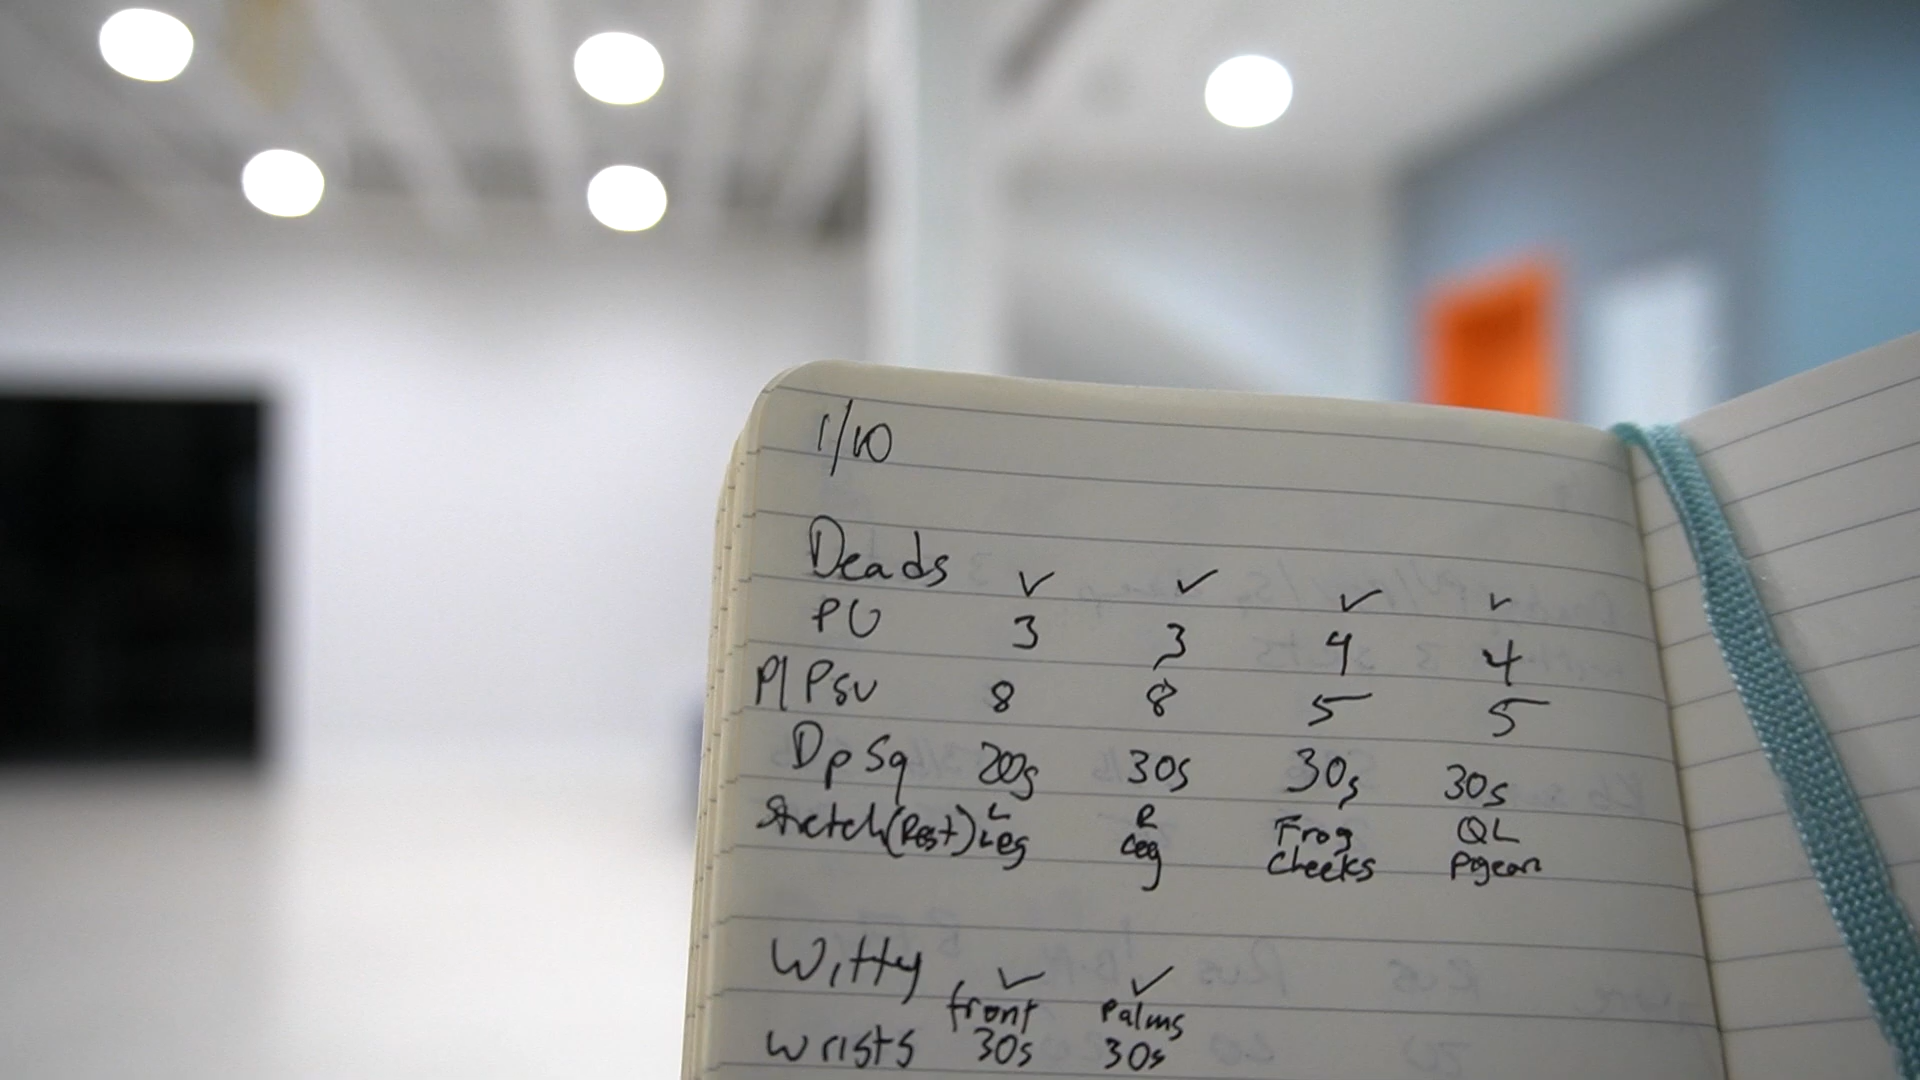 1/10
Deads ✓ ✓ ✓ ✓
PU 3 3 4 4
Pl Psu 8 8 5 5
Dp Sq 20s 30s 30s 30s
Stretch (Rest) L Leg R Leg Frog QL
Cheeks Pigeon
Witty ✓ ✓
front Palms
wrists 30s 30s